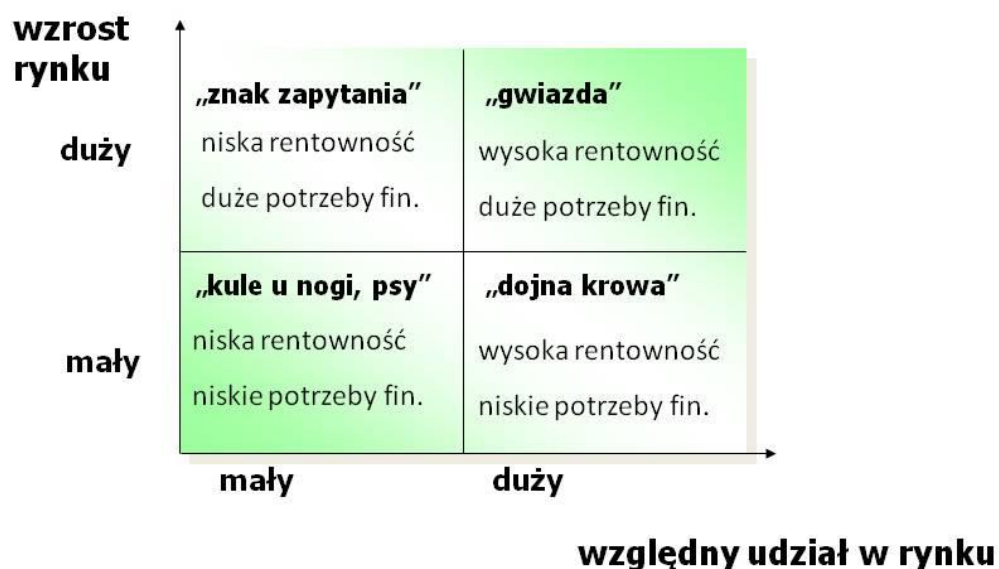 wzrost
rynku
duży
„znak zapytania”
niska rentowność
duże potrzeby fin.
„gwiazda”
wysoka rentowność
duże potrzeby fin.
mały
„kule u nogi, psy”
niska rentowność
niskie potrzeby fin.
„dojna krowa”
wysoka rentowność
niskie potrzeby fin.
mały
duży
względny udział w rynku